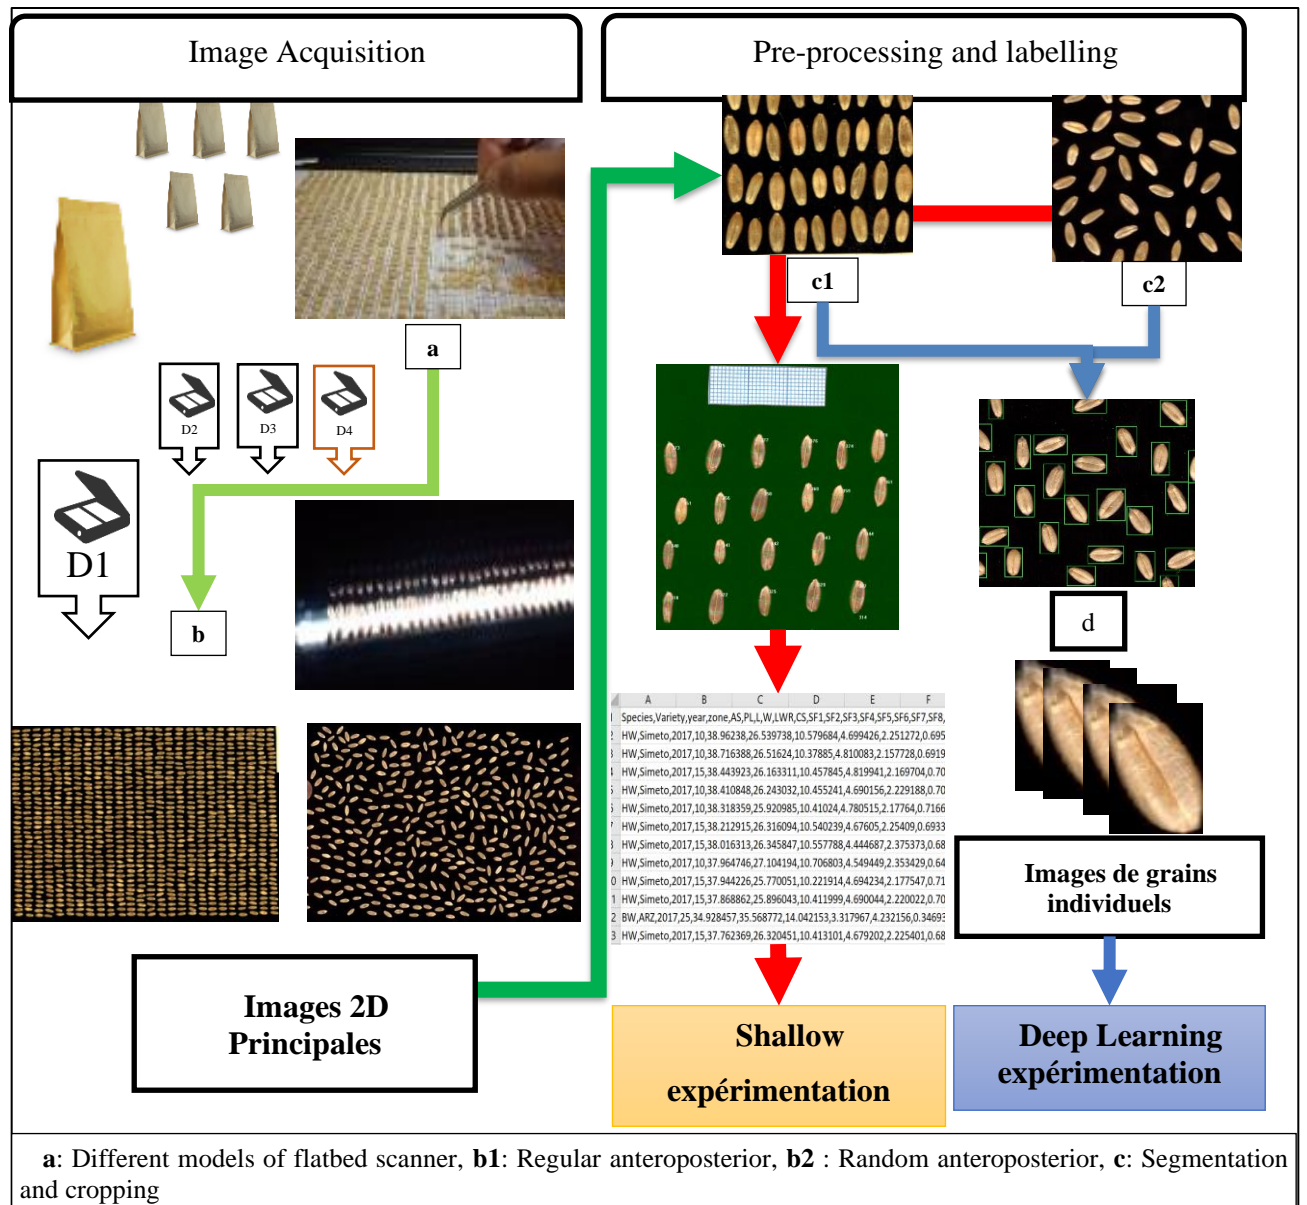 Image Acquisition
Pre-processing and labelling
a
c1
c2
D2
D3
D4
D1
b
d
A B C D E F
Species,Variety,year,zone,AS,PL,L,W,LWR,CS,SF1,SF2,SF3,SF4,SF5,SF6,SF7,SF8,
2 HW,Simeto,2017,10,38.96238,26.539738,10.579684,4.699426,2.251272,0.695
3 HW,Simeto,2017,10,38.716388,26.51624,10.37885,4.810083,2.157728,0.6919
4 HW,Simeto,2017,15,38.443923,26.163311,10.457845,4.819941,2.169704,0.70
5 HW,Simeto,2017,10,38.410848,26.243032,10.455241,4.690156,2.229188,0.70
6 HW,Simeto,2017,10,38.318359,25.920985,10.41024,4.780515,2.17764,0.7166
7 HW,Simeto,2017,15,38.212915,26.316094,10.540239,4.67605,2.25409,0.6933
8 HW,Simeto,2017,15,38.016313,26.345847,10.557788,4.444687,2.375373,0.68
9 HW,Simeto,2017,10,37.964746,27.104194,10.706803,4.549449,2.353429,0.64
0 HW,Simeto,2017,15,37.944226,25.770051,10.221914,4.694234,2.177547,0.71
1 HW,Simeto,2017,15,37.868862,25.896043,10.411999,4.690044,2.220022,0.70
2 BW,ARZ,2017,25,34.928457,35.568772,14.042153,3.317967,4.232156,0.34693
3 HW,Simeto,2017,15,37.762369,26.320451,10.413101,4.679202,2.225401,0.68
Images de grains
individuels
Images 2D
Principales
Shallow
expérimentation
Deep Learning
expérimentation
a: Different models of flatbed scanner, b1: Regular anteroposterior, b2 : Random anteroposterior, c: Segmentation
and cropping